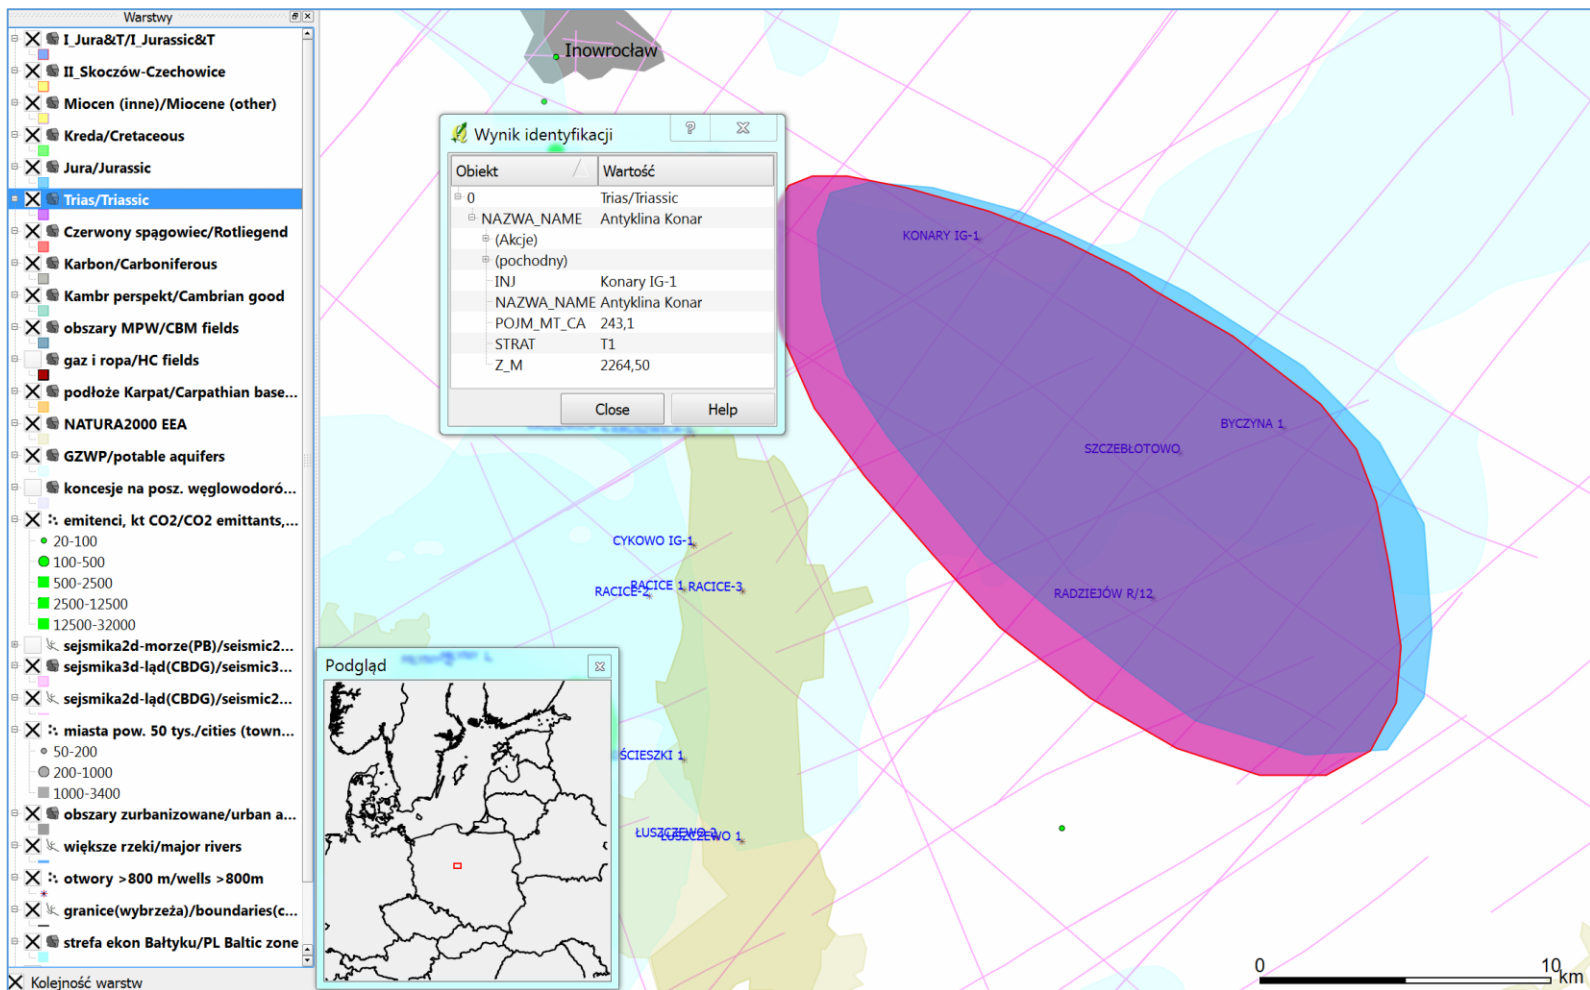 Warstwy
I_Jura&T/I_Jurassic&T
II_Skoczów-Czechowice
Miocen (inne)/Miocene (other)
Kreda/Cretaceous
Jura/Jurassic
Trias/Triassic
Czerwony spągowiec/Rotliegend
Karbon/Carboniferous
Kambr perspekt/Cambrian good
obszary MPW/CBM fields
gaz i ropa/HC fields
podłoże Karpat/Carpathian base...
NATURA2000 EEA
GZWP/potable aquifers
koncesje na posz. węglowodoró...
emitenci, kt CO2/CO2 emittants,...
20-100
100-500
500-2500
2500-12500
12500-32000
sejsmika2d-morze(PB)/seismic2...
sejsmika3d-ląd(CBDG)/seismic3...
sejsmika2d-ląd(CBDG)/seismic2...
miasta pow. 50 tys./cities (town...
50-200
200-1000
1000-3400
obszary zurbanizowane/urban a...
większe rzeki/major rivers
otwory >800 m/wells >800m
granice(wybrzeża)/boundaries(c...
strefa ekon Bałtyku/PL Baltic zone
Kolejność warstw
Inowrocław
Wynik identyfikacji
Obiekt Wartość
0 Trias/Triassic
NAZWA_NAME Antyklina Konar
(Akcje)
(pochodny)
INJ Konary IG-1
NAZWA_NAME Antyklina Konar
POJM_MT_CA 243,1
STRAT T1
Z_M 2264,50
Close Help
KONARY IG-1
BYCZYNA 1
SZCZEBŁOTOWO
CYKOWO IG-1
RACICE-2 RACICE 1 RACICE-3
RADZIEJÓW R/12
Podgląd
ŚCIESZKI 1
ŁUSZCZEWO 2
ŁUSZCZEWO 1
0 10 km